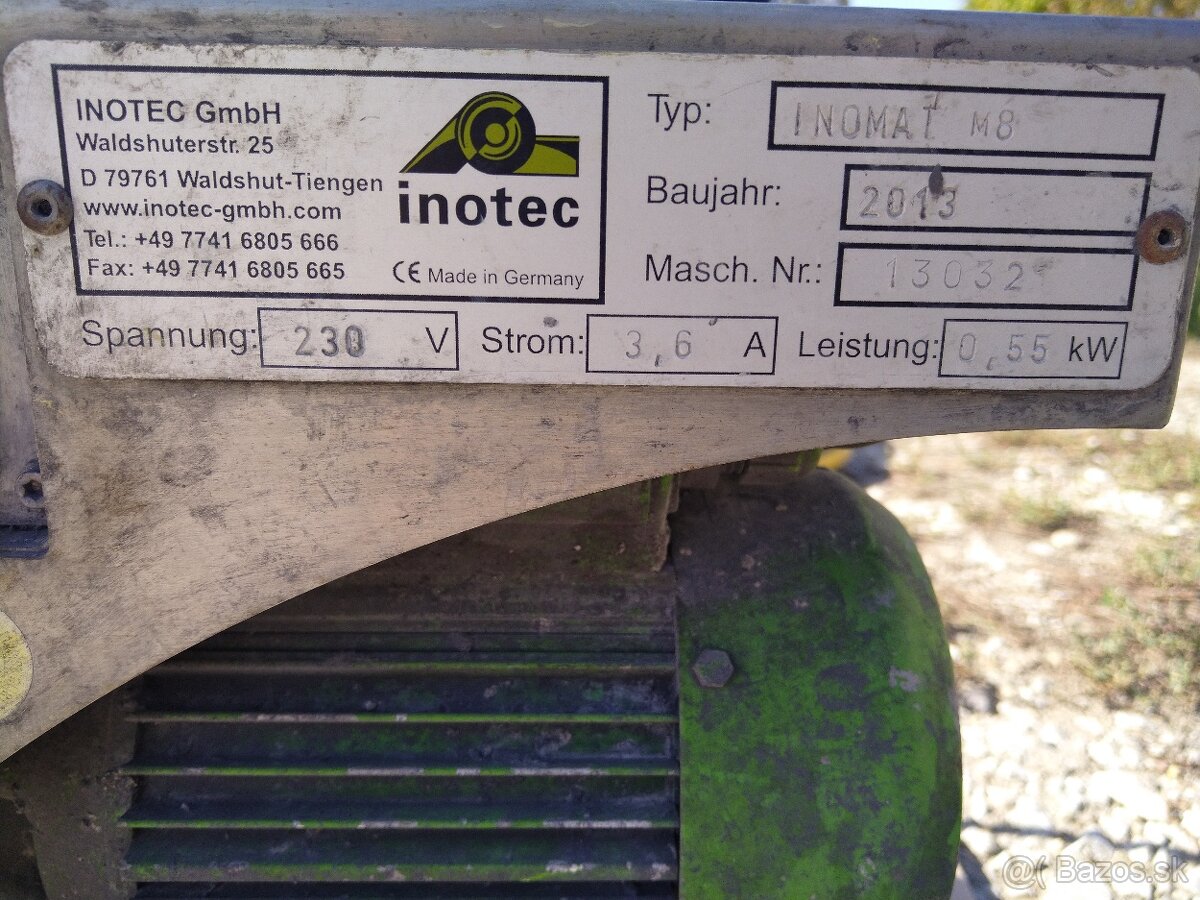 INOTEC GmbH
Waldshuterstr. 25
D 79761 Waldshut-Tiengen
www.inotec-gmbh.com
Tel.: +49 7741 6805 666
Fax: +49 7741 6805 665
inotec
CE Made in Germany
Typ: INOMAT M8
Baujahr: 2013
Masch. Nr.: 13032
Spannung: 230 V Strom: 3,6 A Leistung: 0,55 kW
@( Bazos.sk